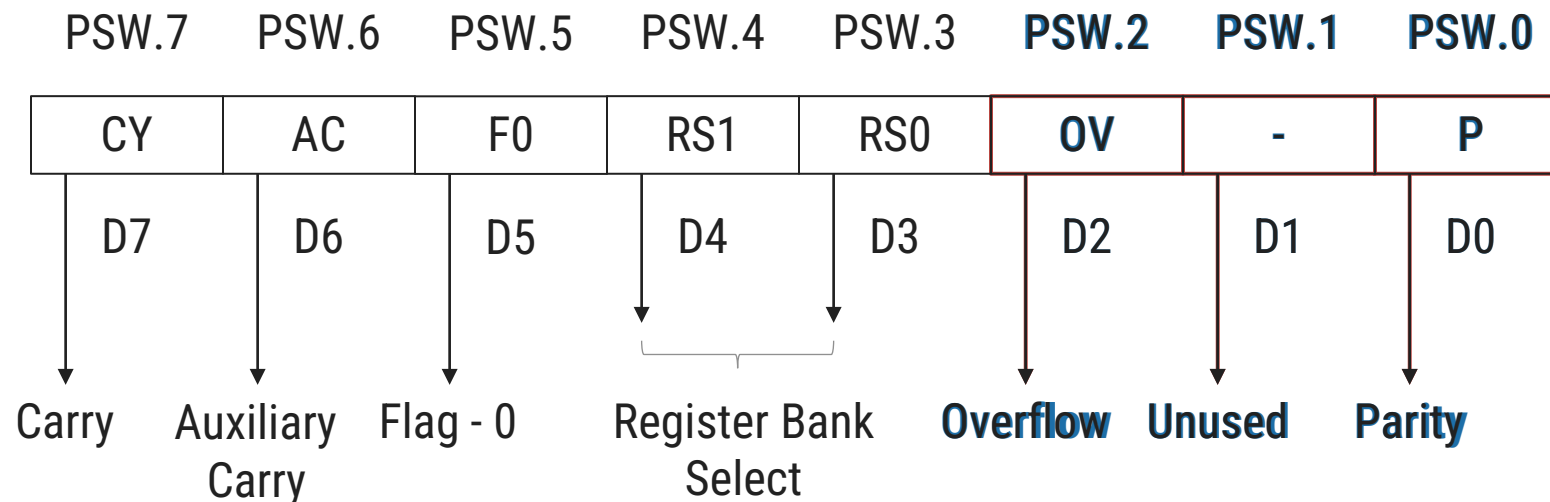 PSW.7 PSW.6 PSW.5 PSW.4 PSW.3 PSW.2 PSW.1 PSW.0
CY AC F0 RS1 RS0 OV - P
D7 D6 D5 D4 D3 D2 D1 D0
Carry Auxiliary Flag - 0 Register Bank Overflow Unused Parity
Carry Select